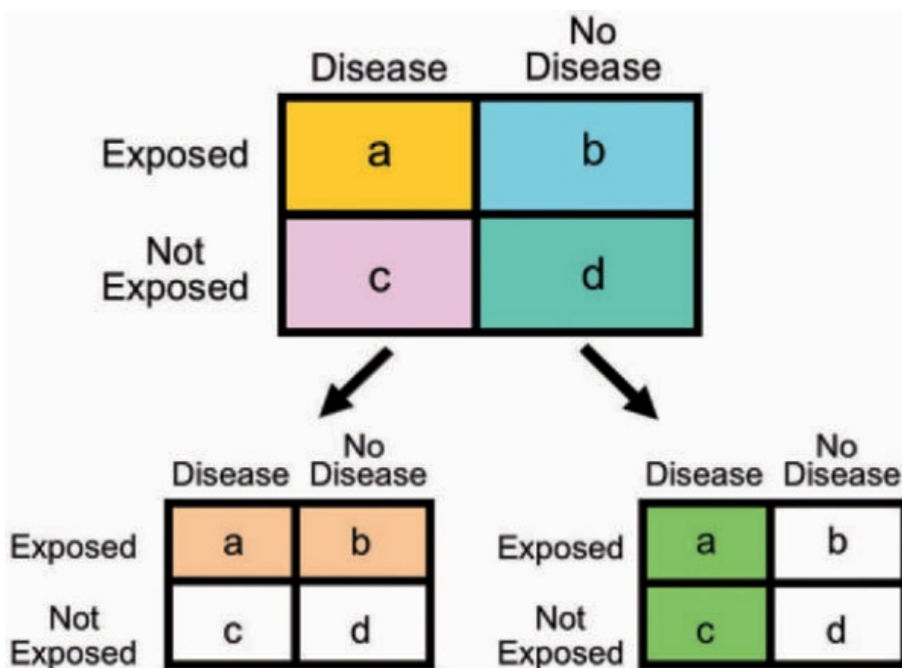 No
Disease Disease
Exposed a b
Not
Exposed c d
No No
Disease Disease Disease Disease
Exposed a b Exposed a b
Not
Exposed c d Not
Exposed c d